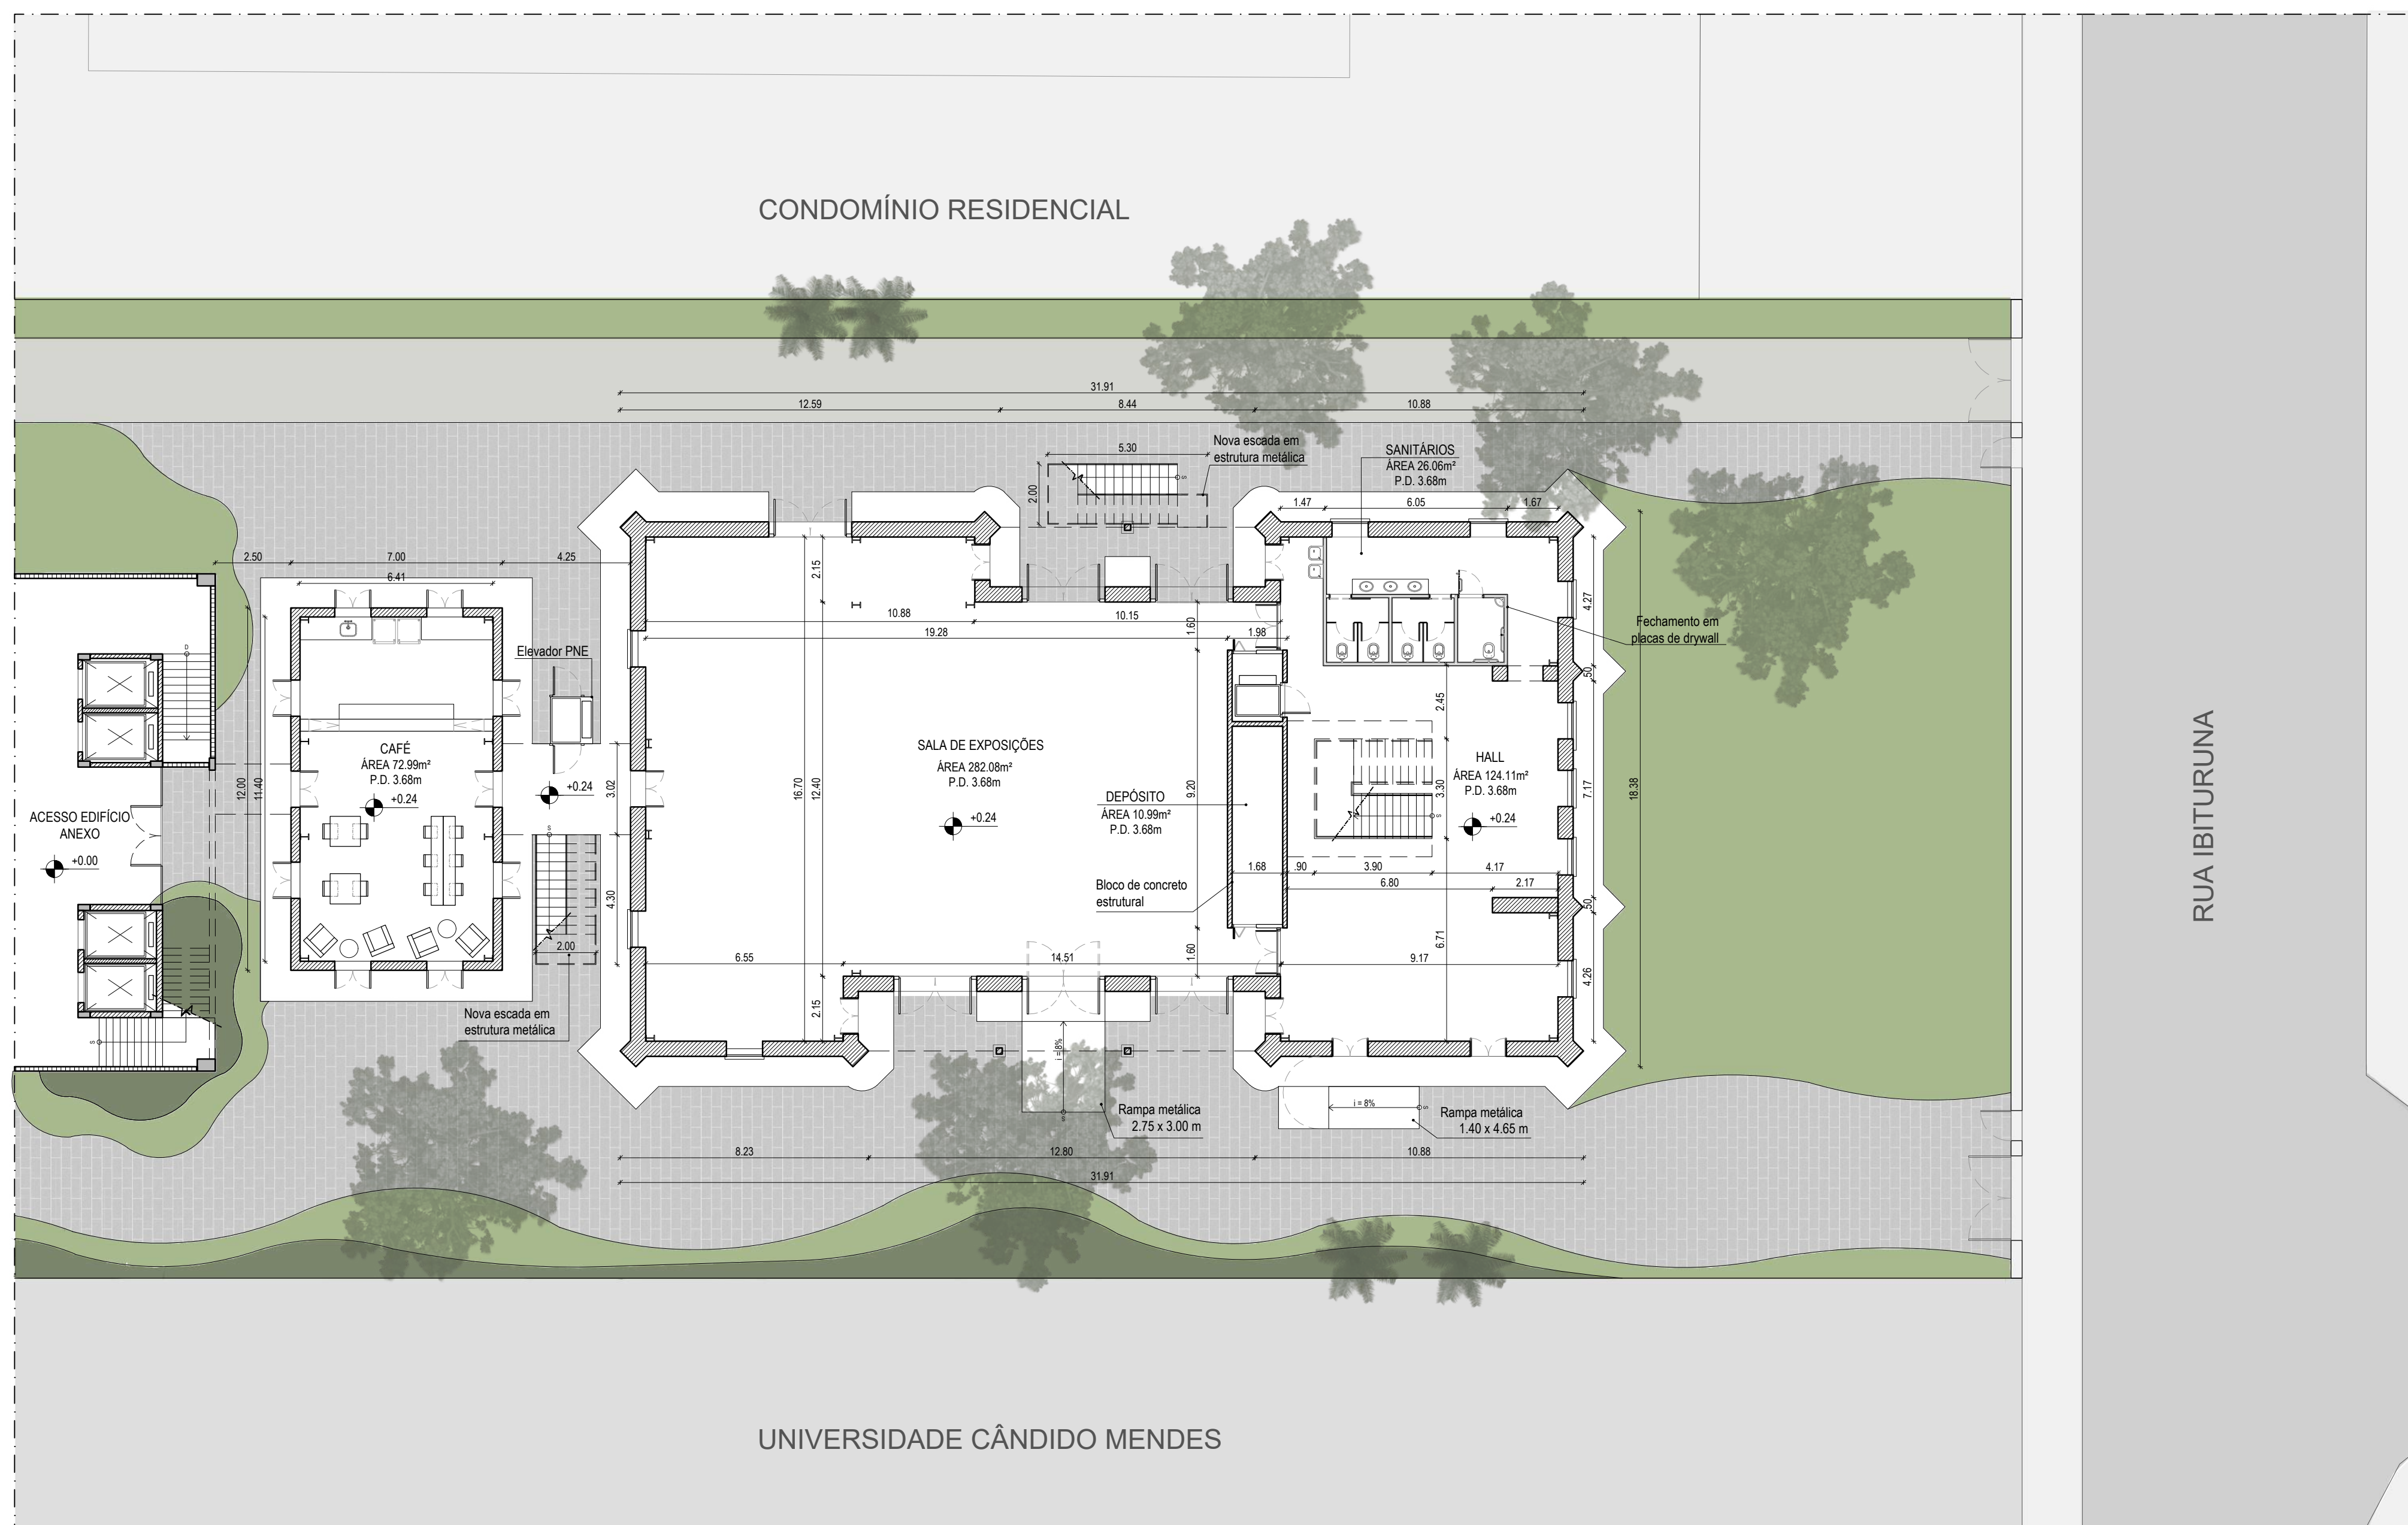 CONDOMÍNIO RESIDENCIAL
31.91
12.59
8.44
10.88
5.30
2.00
S
Nova escada em
estrutura metálica
SANITÁRIOS
ÁREA 26.06m²
P.D. 3.68m
1.47
6.05
1.67
2.50
7.00
4.25
6.41
2.15
10.88
10.15
19.28
1.98
1.60
4.27
Fechamento em
placas de drywall
.50
Elevador PNE
D
2.45
CAFÉ
ÁREA 72.99m²
P.D. 3.68m
+0.24
+0.24
3.02
SALA DE EXPOSIÇÕES
ÁREA 282.08m²
P.D. 3.68m
+0.24
HALL
ÁREA 124.11m²
P.D. 3.68m
+0.24
DEPÓSITO
ÁREA 10.99m²
P.D. 3.68m
12.00
11.40
16.70
12.40
9.20
3.30
7.17
18.38
S
S
ACESSO EDIFÍCIO
ANEXO
+0.00
1.68
.90
3.90
4.17
6.80
2.17
Bloco de concreto
estrutural
4.30
.50
2.00
6.55
14.51
1.60
9.17
6.71
4.26
2.15
Nova escada em
estrutura metálica
S
i = 8%
S
Rampa metálica
2.75 x 3.00 m
i = 8%
S
Rampa metálica
1.40 x 4.65 m
8.23
12.80
10.88
31.91
RUA IBITURUNA
UNIVERSIDADE CÂNDIDO MENDES